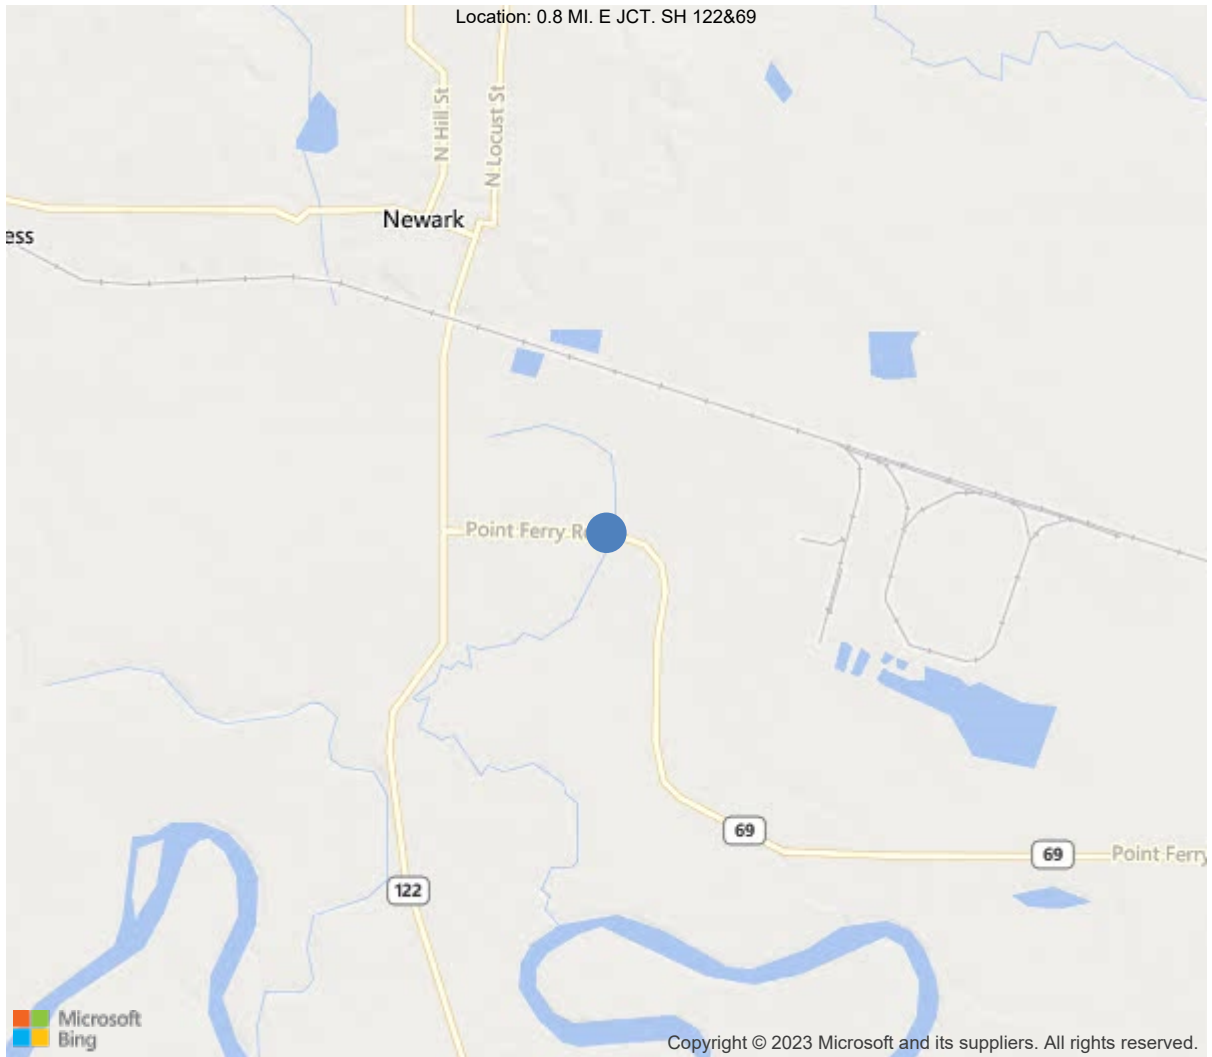 Location: 0.8 MI. E JCT. SH 122&69
N Hill St
N Locust St
Newark
ess
Point Ferry R
69
69
Point Ferry
122
Microsoft
Bing
Copyright © 2023 Microsoft and its suppliers. All rights reserved.